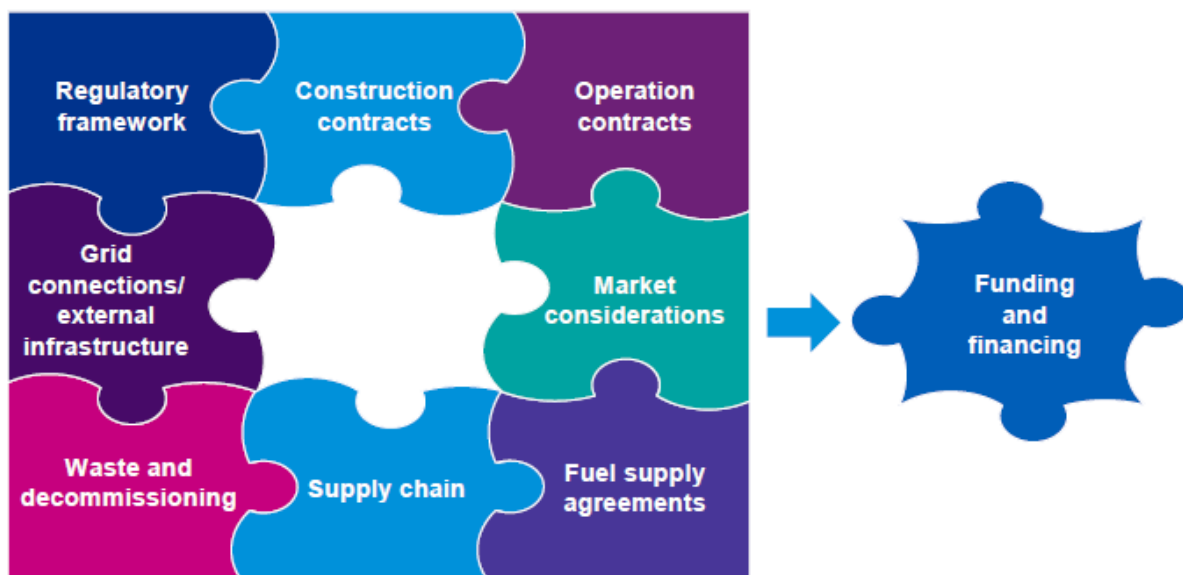 Regulatory
framework
Construction
contracts
Operation
contracts
Grid
connections/
external
infrastructure
Market
considerations
Funding
and
financing
Waste and
decommissioning
Supply chain
Fuel supply
agreements